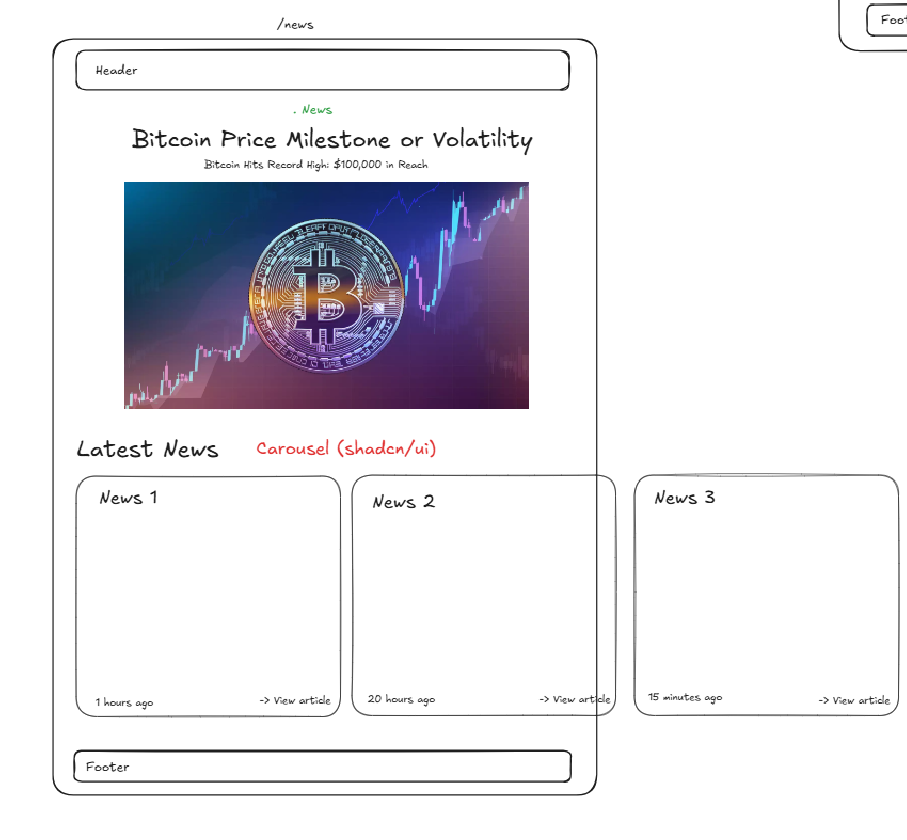 /news
Foot
Header
. News
Bitcoin Price Milestone or Volatility
Bitcoin Hits Record High: $100,000 in Reach
Latest News
Carousel (shadcn/ui)
News 1
News 2
News 3
1 hours ago
-> View article
20 hours ago
-> View article
15 minutes ago
-> View article
Footer